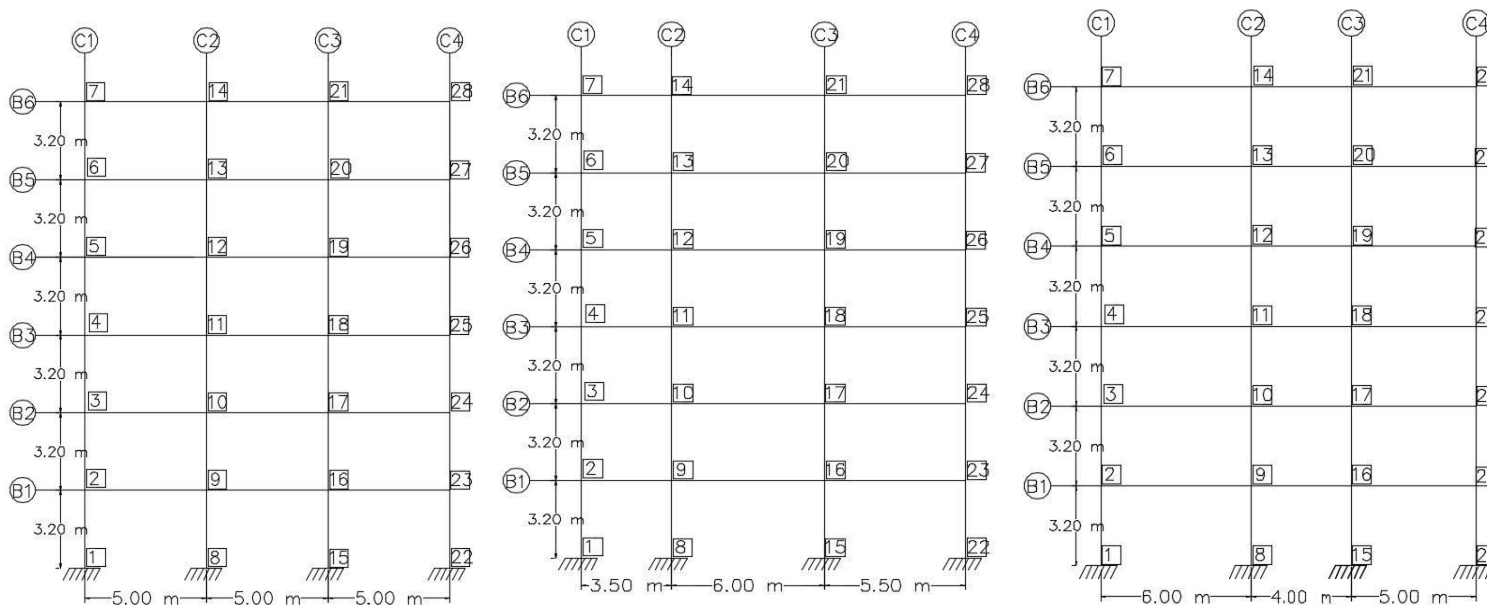 C1 C2 C3 C4
B6 7 14 21 28
3.20 m
B5 6 13 20 27
3.20 m
B4 5 12 19 26
3.20 m
B3 4 11 18 25
3.20 m
B2 3 10 17 24
3.20 m
B1 2 9 16 23
3.20 m
1 8 15 22
5.00 m 5.00 m 5.00 m
C1 C2 C3 C4
B6 7 14 21 28
3.20 m
B5 6 13 20 27
3.20 m
B4 5 12 19 26
3.20 m
B3 4 11 18 25
3.20 m
B2 3 10 17 24
3.20 m
B1 2 9 16 23
3.20 m
1 8 15 22
3.50 m 6.00 m 5.50 m
C1 C2 C3 C4
B6 7 14 21 2
3.20 m
B5 6 13 20 2
3.20 m
B4 5 12 19 2
3.20 m
B3 4 11 18 2
3.20 m
B2 3 10 17 2
3.20 m
B1 2 9 16 2
3.20 m
1 8 15 2
6.00 m 4.00 m 5.00 m